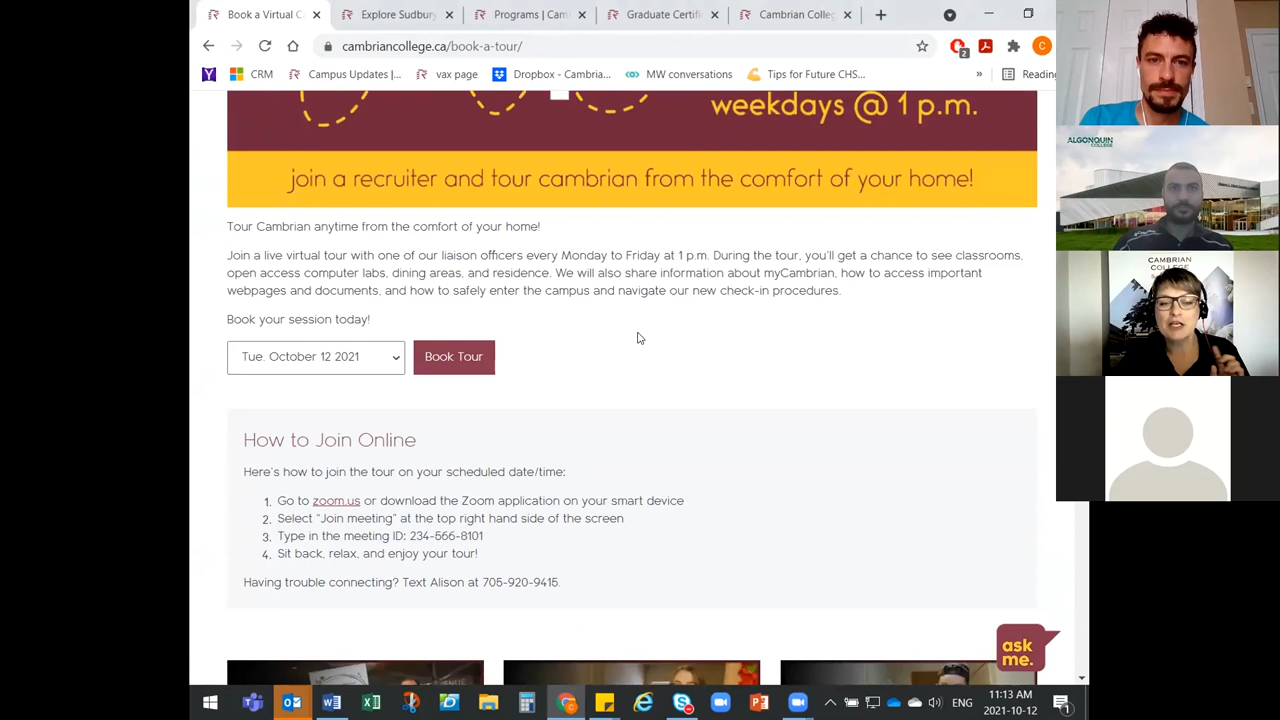 Book a Virtual C
Explore Sudbury
Programs | Cam
Graduate Certifi
Cambrian Colleg
cambriancollege.ca/book-a-tour/
2
C
CRM
Campus Updates |...
vax page
Dropbox - Cambria...
MW conversations
Tips for Future CHS...
»
Reading
weekdays @ 1 p.m.
join a recruiter and tour cambrian from the comfort of your home!
Tour Cambrian anytime from the comfort of your home!
Join a live virtual tour with one of our liaison officers every Monday to Friday at 1 p.m. During the tour, you'll get a chance to see classrooms,
open access computer labs, dining areas, and residence. We will also share information about myCambrian, how to access important
webpages and documents, and how to safely enter the campus and navigate our new check-in procedures.
Book your session today!
Tue. October 12 2021
Book Tour
How to Join Online
Here's how to join the tour on your scheduled date/time:
1. Go to zoom.us or download the Zoom application on your smart device
2. Select "Join meeting" at the top right hand side of the screen
3. Type in the meeting ID: 234-566-8101
4. Sit back, relax, and enjoy your tour!
Having trouble connecting? Text Alison at 705-920-9415.
ask
me.
ENG
11:13 AM
2021-10-12
1
ALGONQUIN
COLLEGE
CAMBRIAN
COLLEGE